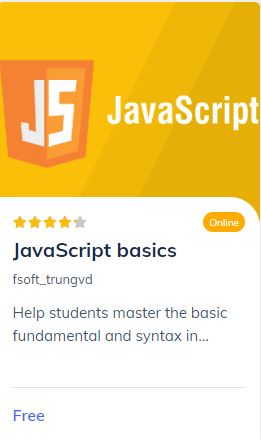 JS
JavaScript
Online
JavaScript basics
fsoft_trungvd
Help students master the basic
fundamental and syntax in...
Free